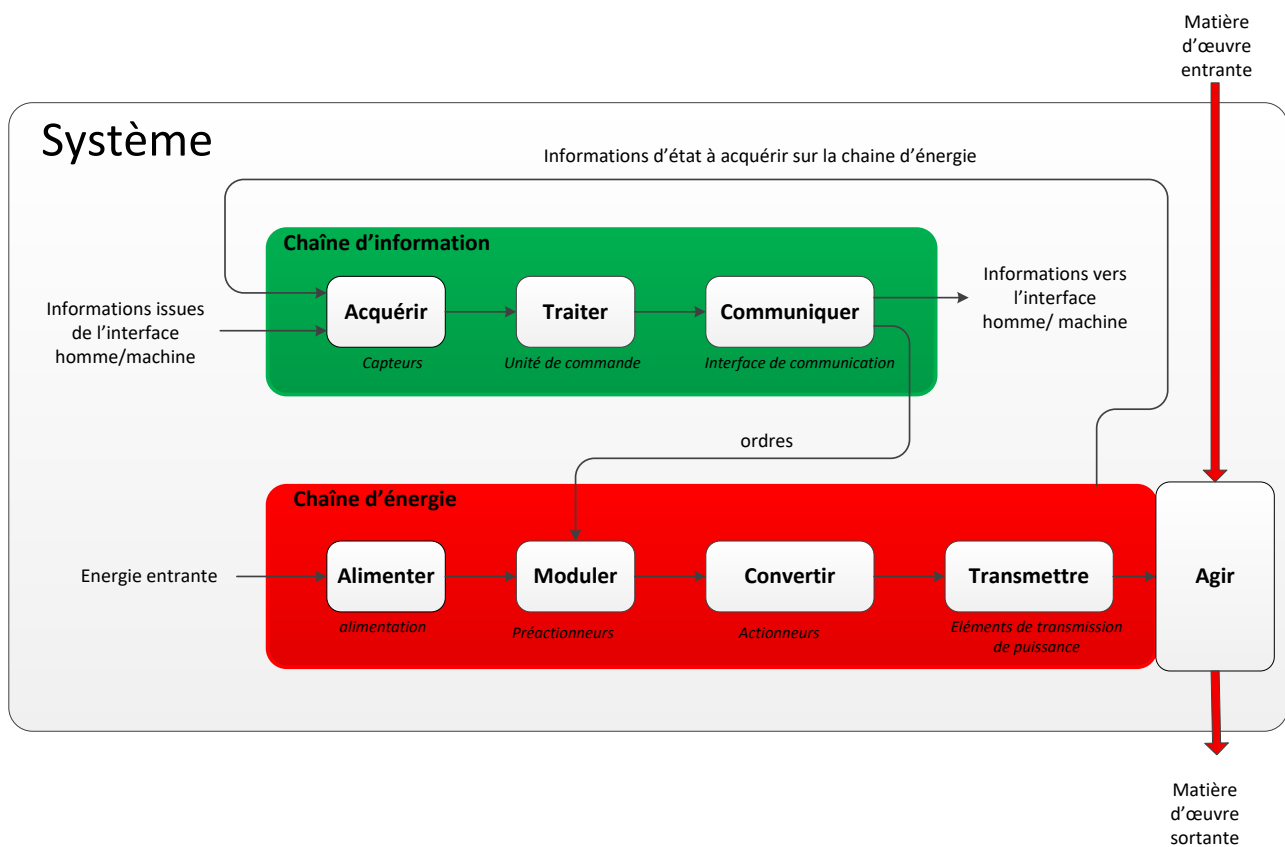 Matière
d’œuvre
entrante
Système
Informations d’état à acquérir sur la chaine d’énergie
Chaîne d’information
Informations issues
de l’interface
homme/machine
Acquérir
Traiter
Communiquer
Informations vers
l’interface
homme/ machine
Capteurs
Unité de commande
Interface de communication
ordres
Chaîne d’énergie
Energie entrante
Alimenter
Moduler
Convertir
Transmettre
Agir
alimentation
Préactionneurs
Actionneurs
Eléments de transmission
de puissance
Matière
d’œuvre
sortante